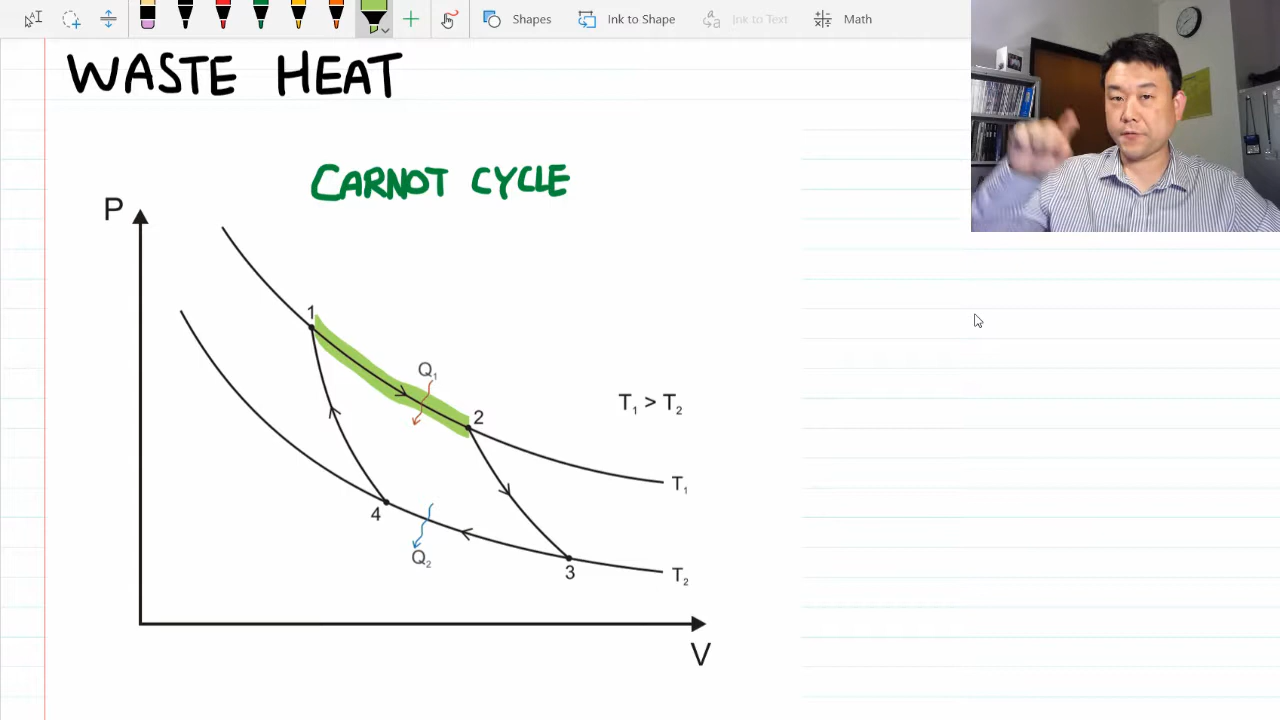 Shapes Ink to Shape Ink to Text Math
WASTE HEAT
CARNOT CYCLE
P
1
Q₁
2
T₁ > T₂
T₁
4
Q₂
3
T₂
V